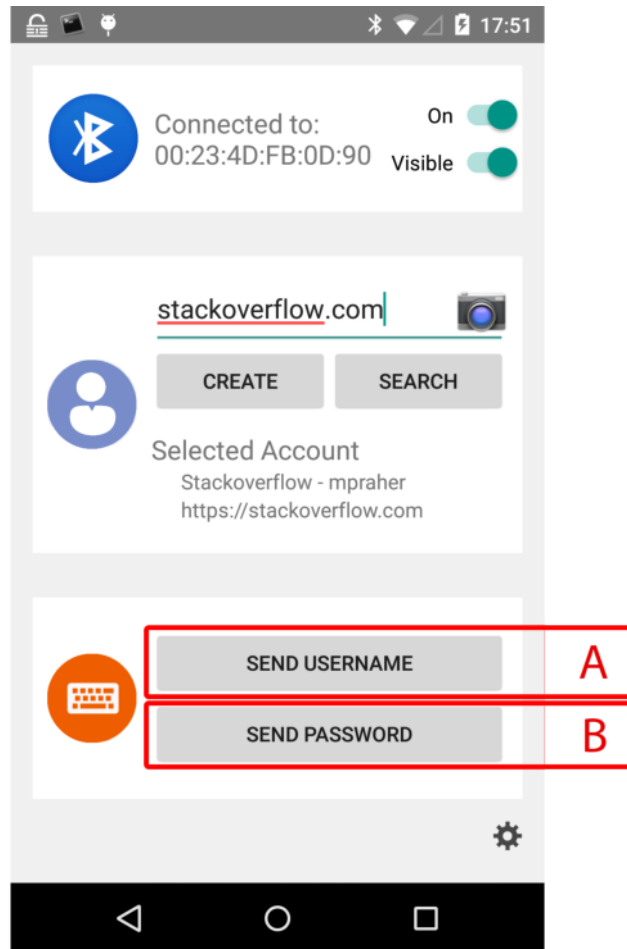 17:51
Connected to:
00:23:4D:FB:0D:90
On
Visible
stackoverflow.com
CREATE
SEARCH
Selected Account
Stackoverflow - mpraher
https://stackoverflow.com
SEND USERNAME
A
SEND PASSWORD
B